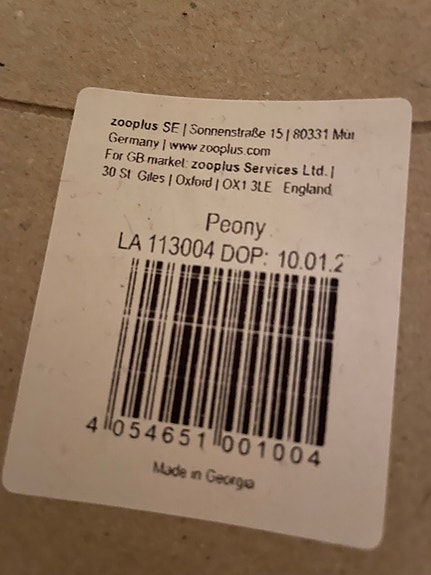 zooplus SE | Sonnenstraße 15 | 80331 Mür
Germany | www.zooplus.com
For GB market: zooplus Services Ltd. |
30 St Giles | Oxford | OX1 3LE England
Peony
LA 113004 DOP: 10.01.2
4 054651 001004
Made in Georgia